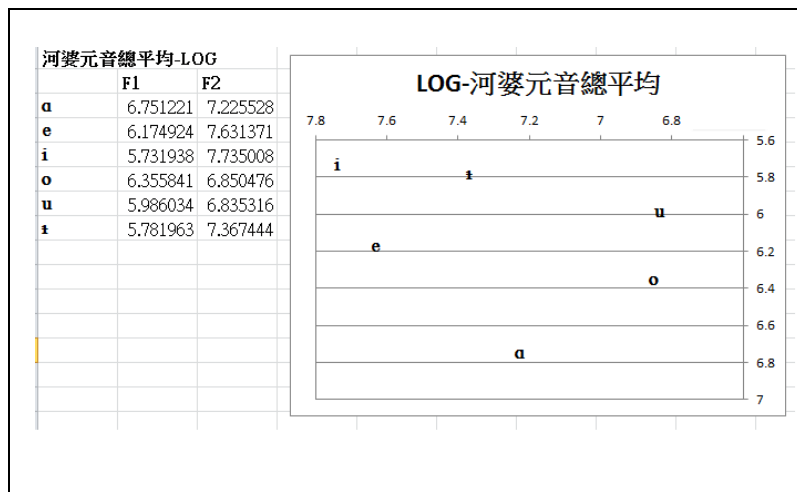 河婆元音總平均-LOG
F1 F2
ɑ 6.751221 7.225528
e 6.174924 7.631371
i 5.731938 7.735008
o 6.355841 6.850476
u 5.986034 6.835316
ɨ 5.781963 7.367444
LOG-河婆元音總平均
7.8 7.6 7.4 7.2 7 6.8
5.6
i
ɨ
5.8
u
6
e
6.2
o
6.4
6.6
ɑ
6.8
7